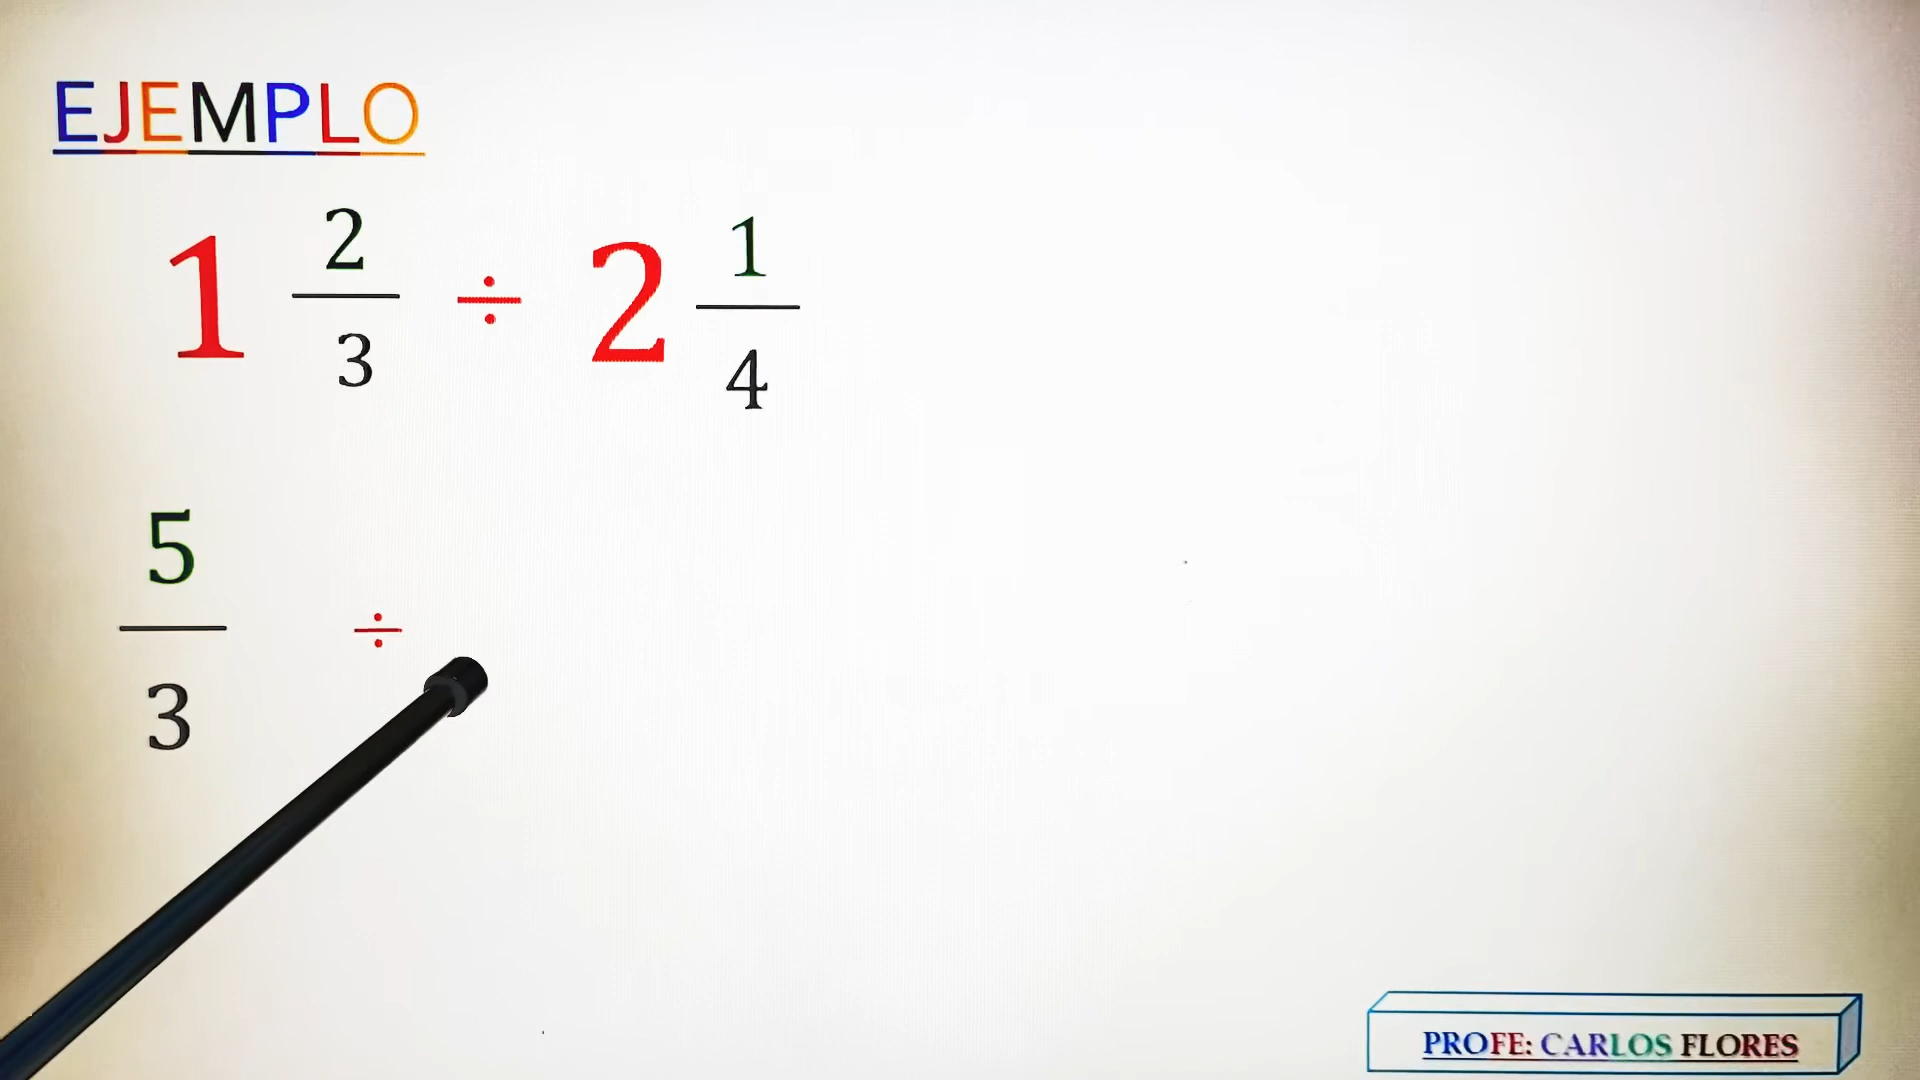 EJEMPLO
1 2/3 ÷ 2 1/4
5/3 ÷
PROFE: CARLOS FLORES